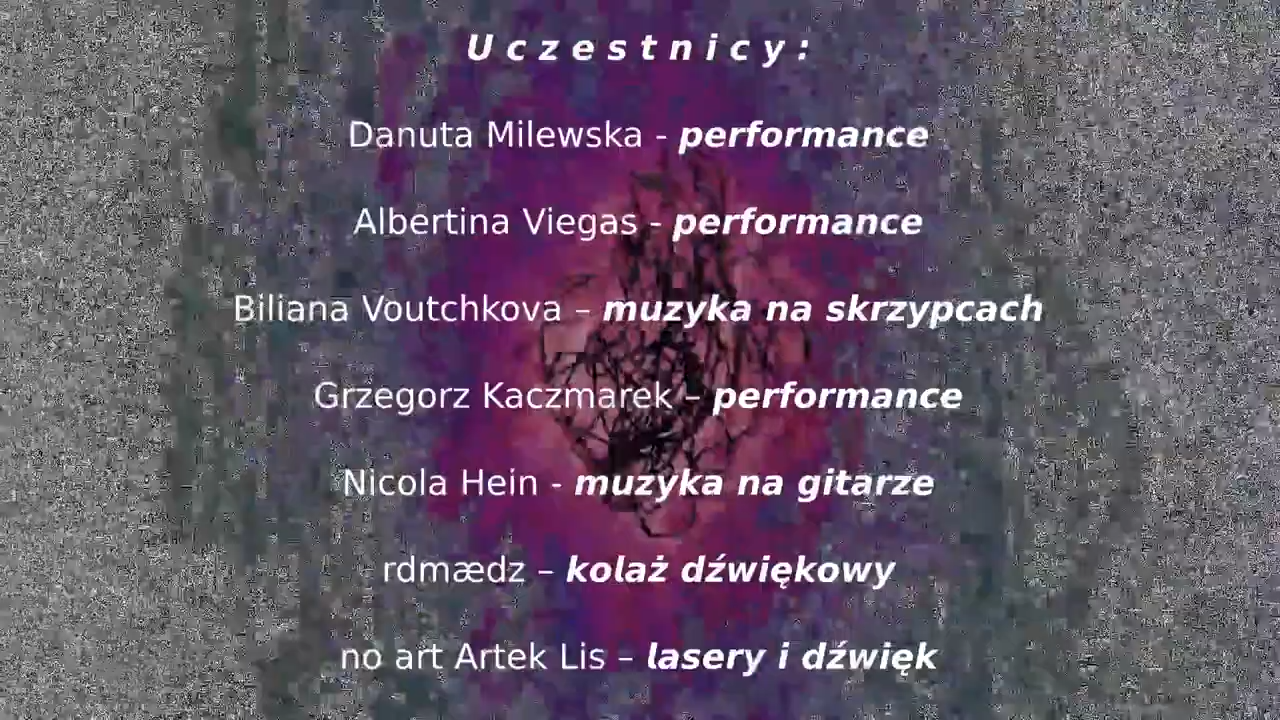 Uczestnicy:
Danuta Milewska - performance
Albertina Viegas - performance
Biliana Voutchkova – muzyka na skrzypcach
Grzegorz Kaczmarek – performance
Nicola Hein - muzyka na gitarze
rdmædz – kolaż dźwiękowy
no art Artek Lis – lasery i dźwięk